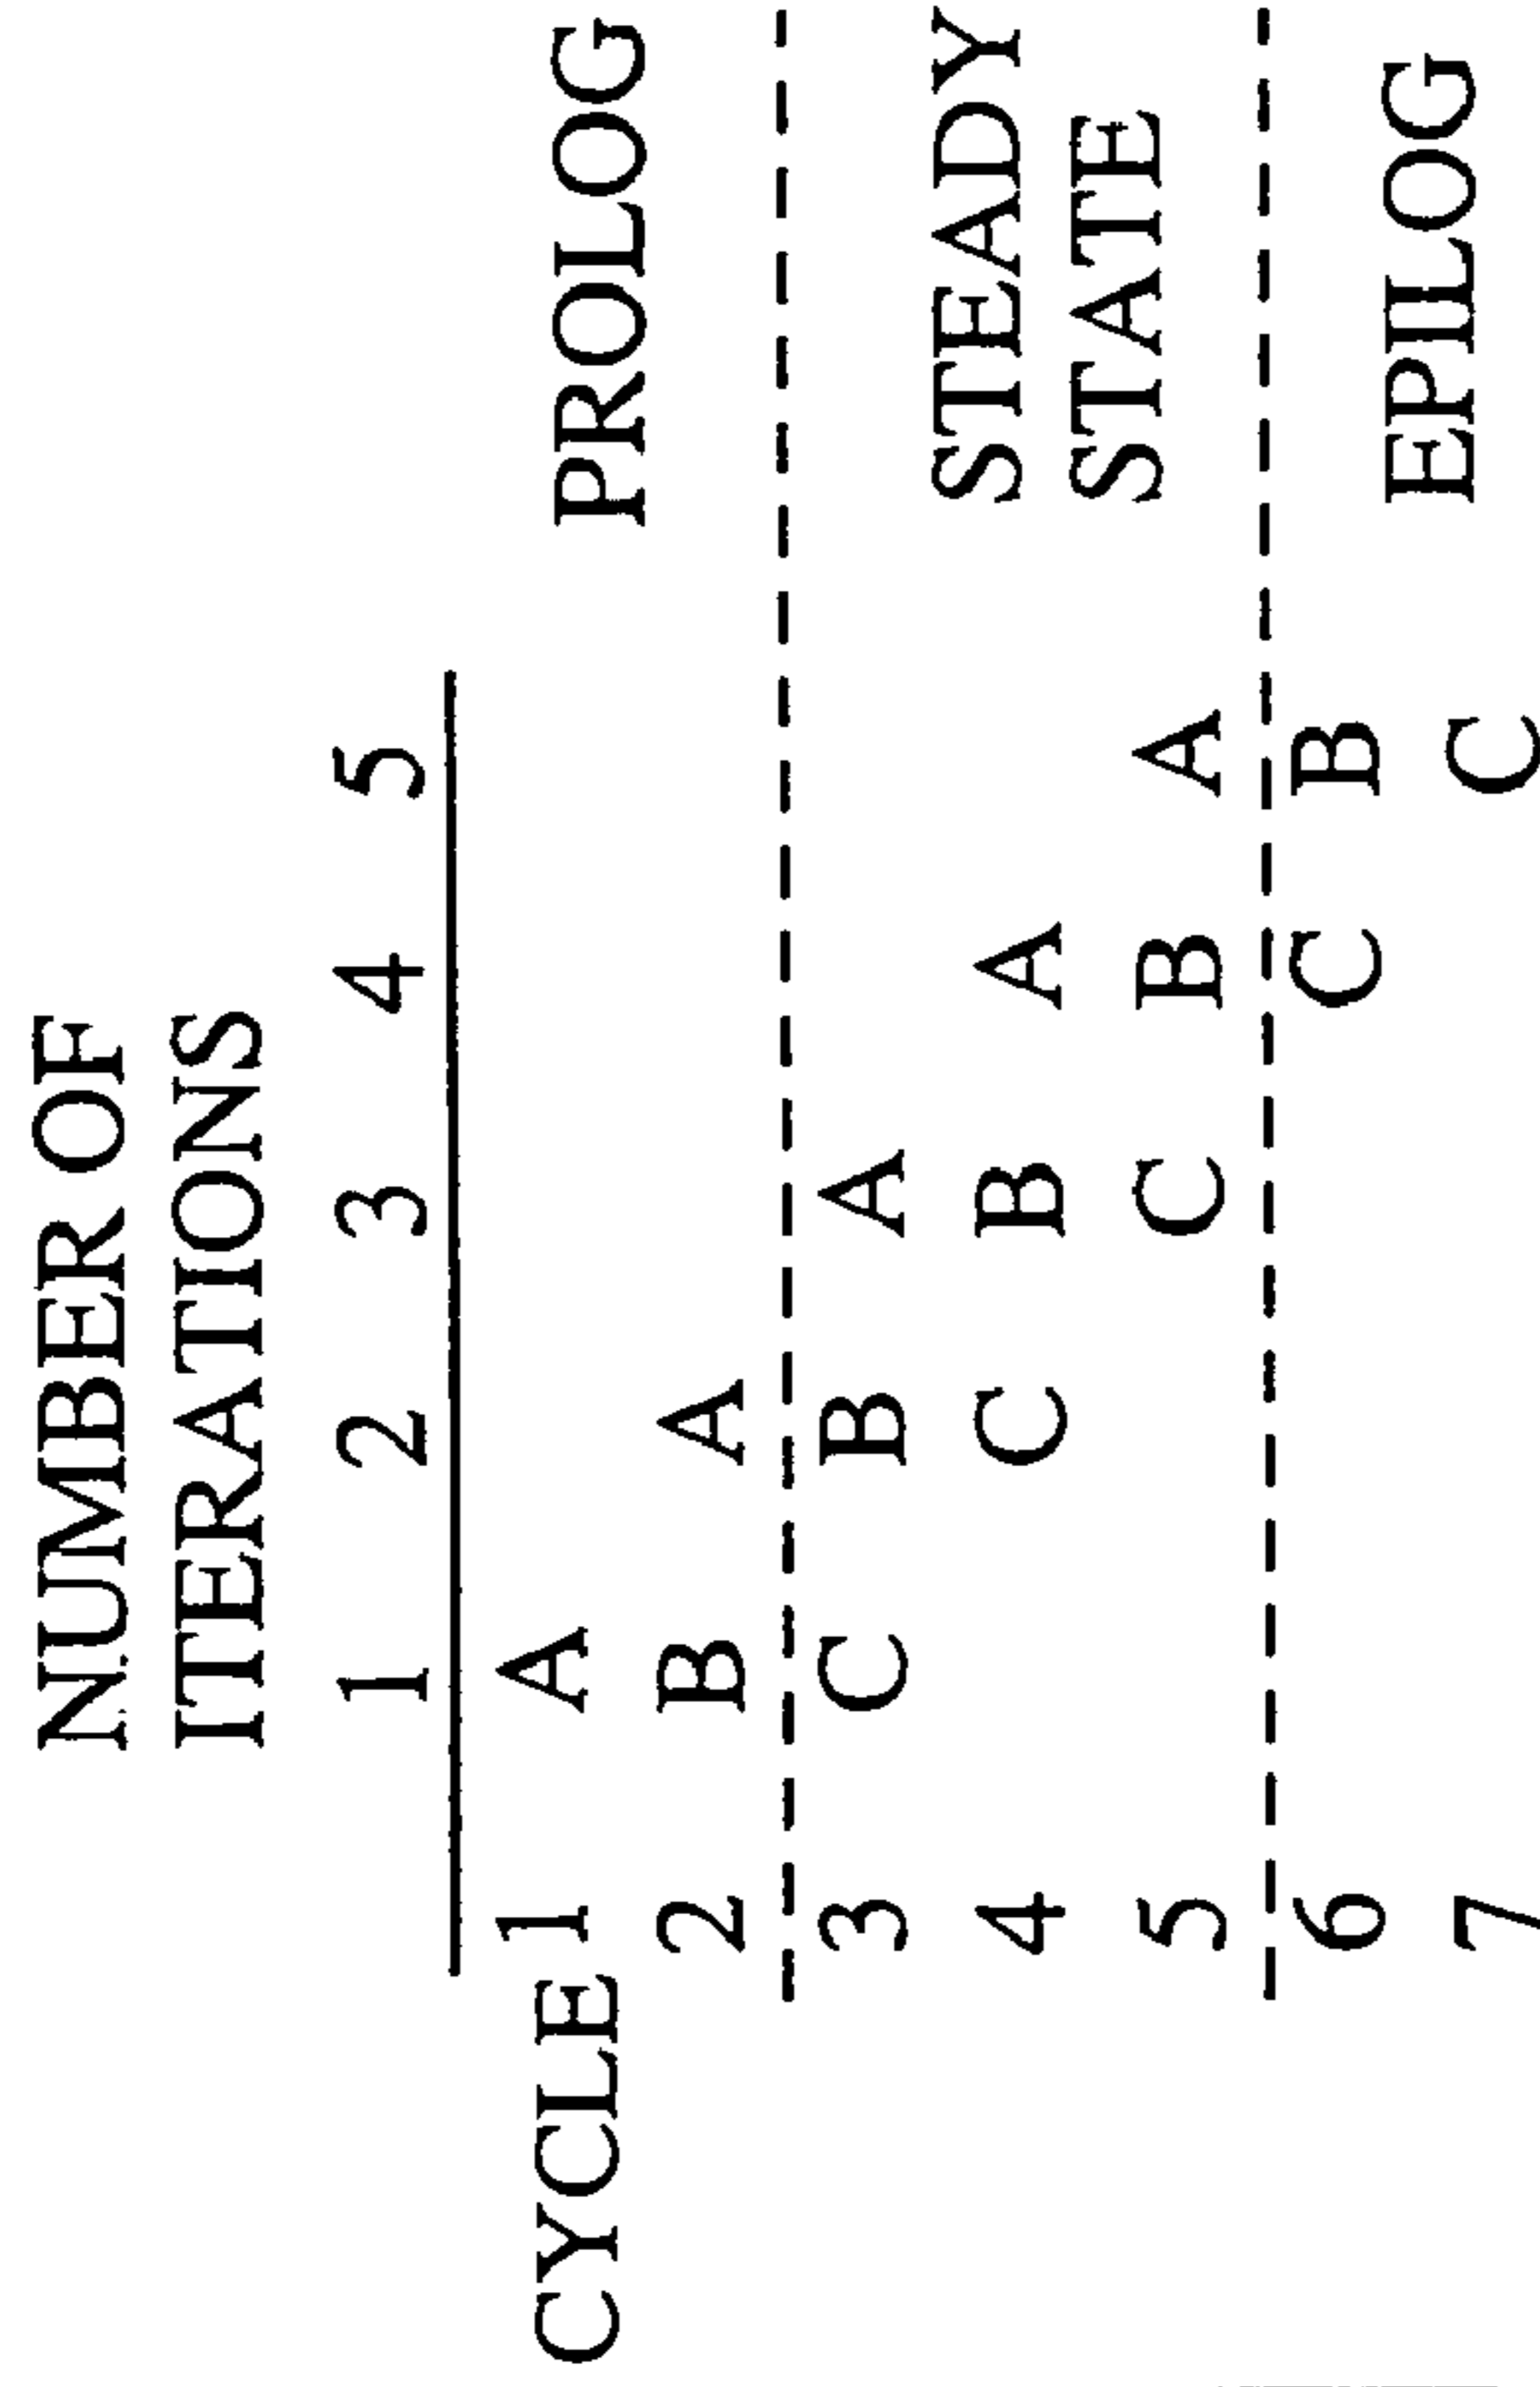 NUMBER OF
ITERATIONS
1 2 3 4 5
CYCLE 1 A PROLOG
2 B A
3 C B A
4 C B A STEADY
STATE
5 C B A
6 C B EPILOG
7 C